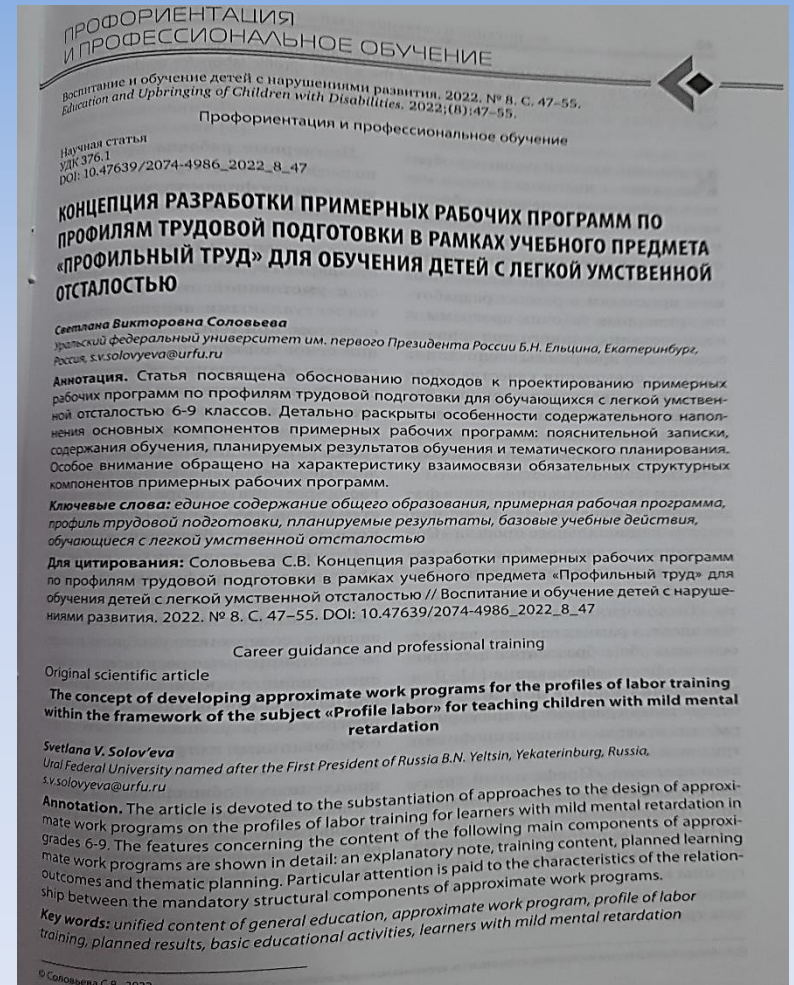 ПРОФОРИЕНТАЦИЯ
И ПРОФЕССИОНАЛЬНОЕ ОБУЧЕНИЕ
Воспитание и обучение детей с нарушениями развития. 2022. № 8. С. 47–55.
Education and Upbringing of Children with Disabilities. 2022;(8):47–55.
Профориентация и профессиональное обучение
Научная статья
УДК 376.1
DOI: 10.47639/2074-4986_2022_8_47
КОНЦЕПЦИЯ РАЗРАБОТКИ ПРИМЕРНЫХ РАБОЧИХ ПРОГРАММ ПО
ПРОФИЛЯМ ТРУДОВОЙ ПОДГОТОВКИ В РАМКАХ УЧЕБНОГО ПРЕДМЕТА
«ПРОФИЛЬНЫЙ ТРУД» ДЛЯ ОБУЧЕНИЯ ДЕТЕЙ С ЛЕГКОЙ УМСТВЕННОЙ
ОТСТАЛОСТЬЮ
Светлана Викторовна Соловьева
Уральский федеральный университет им. первого Президента России Б.Н. Ельцина, Екатеринбург,
Россия, s.v.solovyeva@urfu.ru
Аннотация. Статья посвящена обоснованию подходов к проектированию примерных
рабочих программ по профилям трудовой подготовки для обучающихся с легкой умствен-
ной отсталостью 6-9 классов. Детально раскрыты особенности содержательного напол-
нения основных компонентов примерных рабочих программ: пояснительной записки,
содержания обучения, планируемых результатов обучения и тематического планирования.
Особое внимание обращено на характеристику взаимосвязи обязательных структурных
компонентов примерных рабочих программ.
Ключевые слова: единое содержание общего образования, примерная рабочая программа,
профиль трудовой подготовки, планируемые результаты, базовые учебные действия,
обучающиеся с легкой умственной отсталостью
Для цитирования: Соловьева С.В. Концепция разработки примерных рабочих программ
по профилям трудовой подготовки в рамках учебного предмета «Профильный труд» для
обучения детей с легкой умственной отсталостью // Воспитание и обучение детей с наруше-
ниями развития. 2022. № 8. С. 47–55. DOI: 10.47639/2074-4986_2022_8_47
Career guidance and professional training
Original scientific article
The concept of developing approximate work programs for the profiles of labor training
within the framework of the subject «Profile labor» for teaching children with mild mental
retardation
Svetlana V. Solov'eva
Ural Federal University named after the First President of Russia B.N. Yeltsin, Yekaterinburg, Russia,
s.v.solovyeva@urfu.ru
Annotation. The article is devoted to the substantiation of approaches to the design of approxi-
mate work programs on the profiles of labor training for learners with mild mental retardation in
grades 6-9. The features concerning the content of the following main components of approxi-
mate work programs are shown in detail: an explanatory note, training content, planned learning
outcomes and thematic planning. Particular attention is paid to the characteristics of the relation-
ship between the mandatory structural components of approximate work programs.
Key words: unified content of general education, approximate work program, profile of labor
training, planned results, basic educational activities, learners with mild mental retardation
© Соловьева С.В., 2022